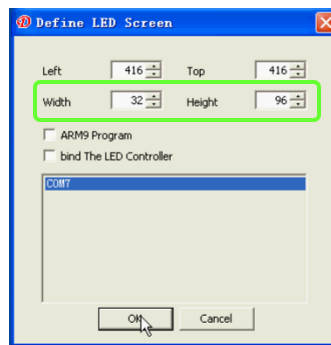 Define LED Screen
Left 416 Top 416
Width 32 Height 96
ARM9 Program
bind The LED Controller
COM7
OK Cancel